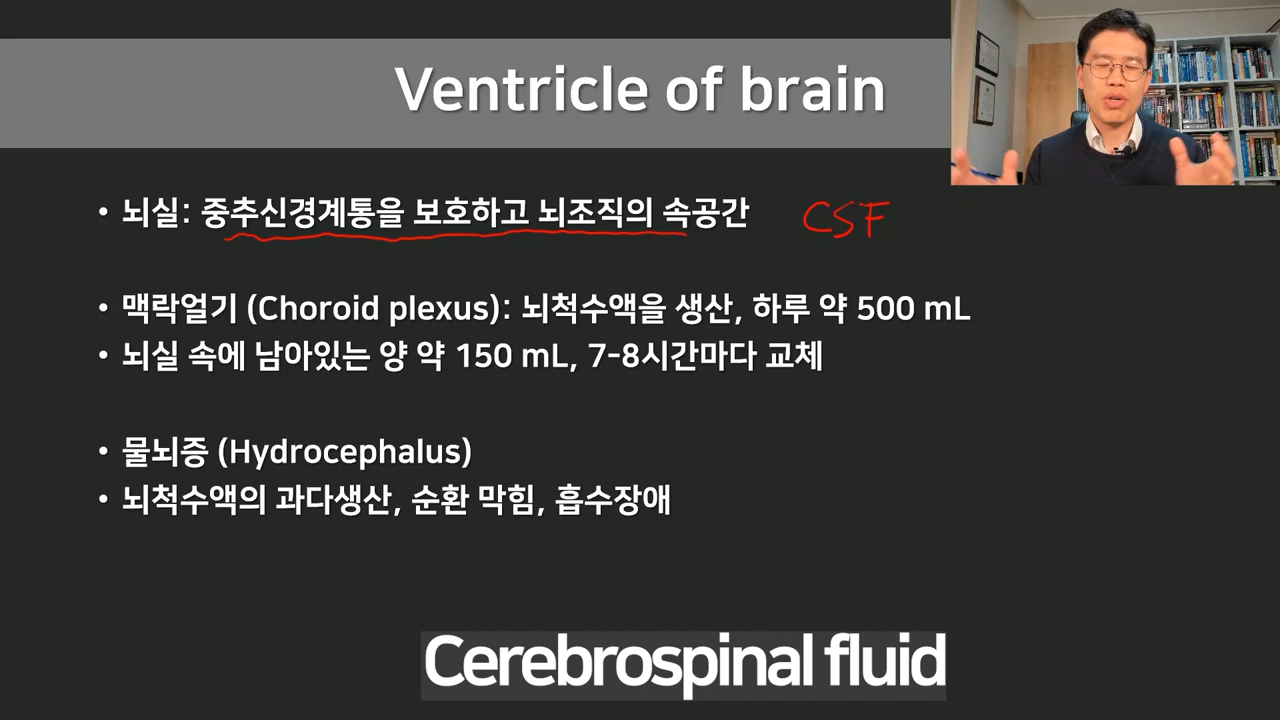 Ventricle of brain
• 뇌실: 중추신경계통을 보호하고 뇌조직의 속공간 CSF
• 맥락얼기 (Choroid plexus): 뇌척수액을 생산, 하루 약 500 mL
• 뇌실 속에 남아있는 양 약 150 mL, 7-8시간마다 교체
• 물뇌증 (Hydrocephalus)
• 뇌척수액의 과다생산, 순환 막힘, 흡수장애
Cerebrospinal fluid